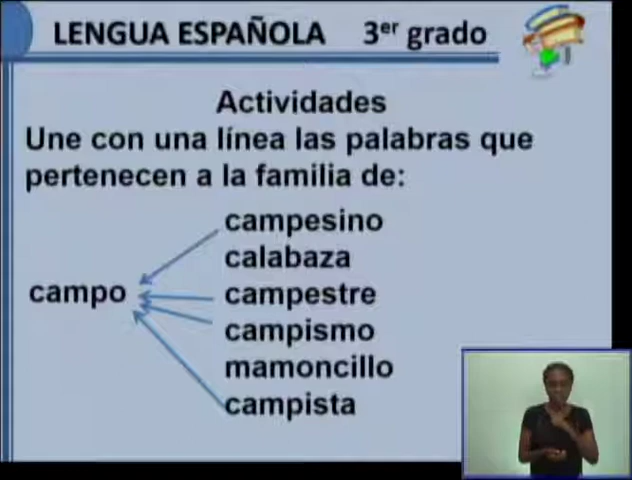 LENGUA ESPAÑOLA 3er grado
Actividades
Une con una línea las palabras que
pertenecen a la familia de:
campesino
calabaza
campo
campestre
campismo
mamoncillo
campista